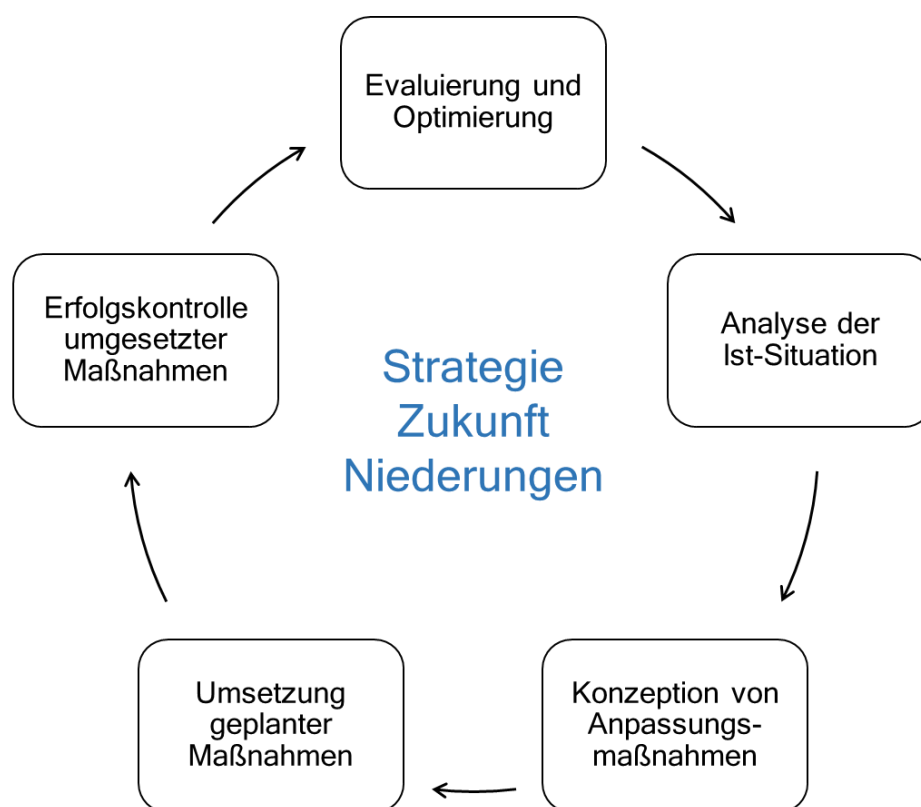 Evaluierung und
Optimierung
Analyse der
Ist-Situation
Konzeption von
Anpassungs-
maßnahmen
Umsetzung
geplanter
Maßnahmen
Erfolgskontrolle
umgesetzter
Maßnahmen
Strategie
Zukunft
Niederungen